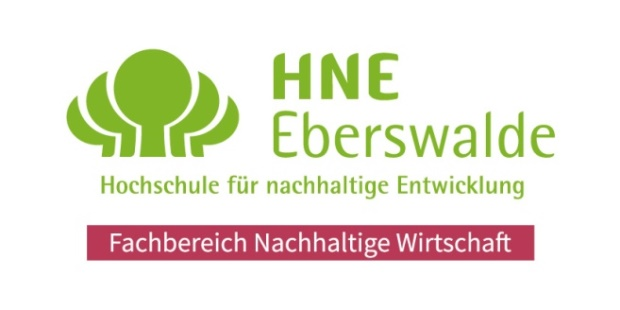 HNE
Eberswalde
Hochschule für nachhaltige Entwicklung
Fachbereich Nachhaltige Wirtschaft